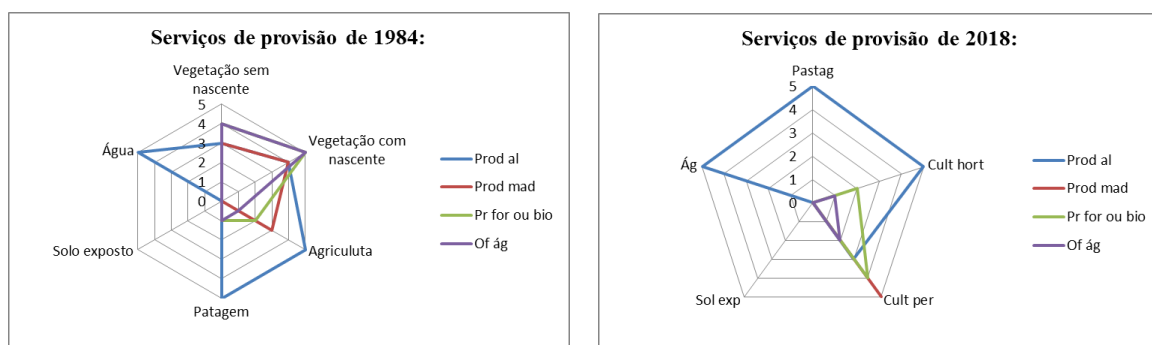 Serviços de provisão de 1984:
Vegetação sem
nascente
5
4
3
2
1
0
Vegetação com
nascente
Agriculuta
Patagem
Solo exposto
Água
Prod al
Prod mad
Pr for ou bio
Of ág
Serviços de provisão de 2018:
Pastag
5
4
3
2
1
0
Cult hort
Cult per
Sol exp
Ág
Prod al
Prod mad
Pr for ou bio
Of ág